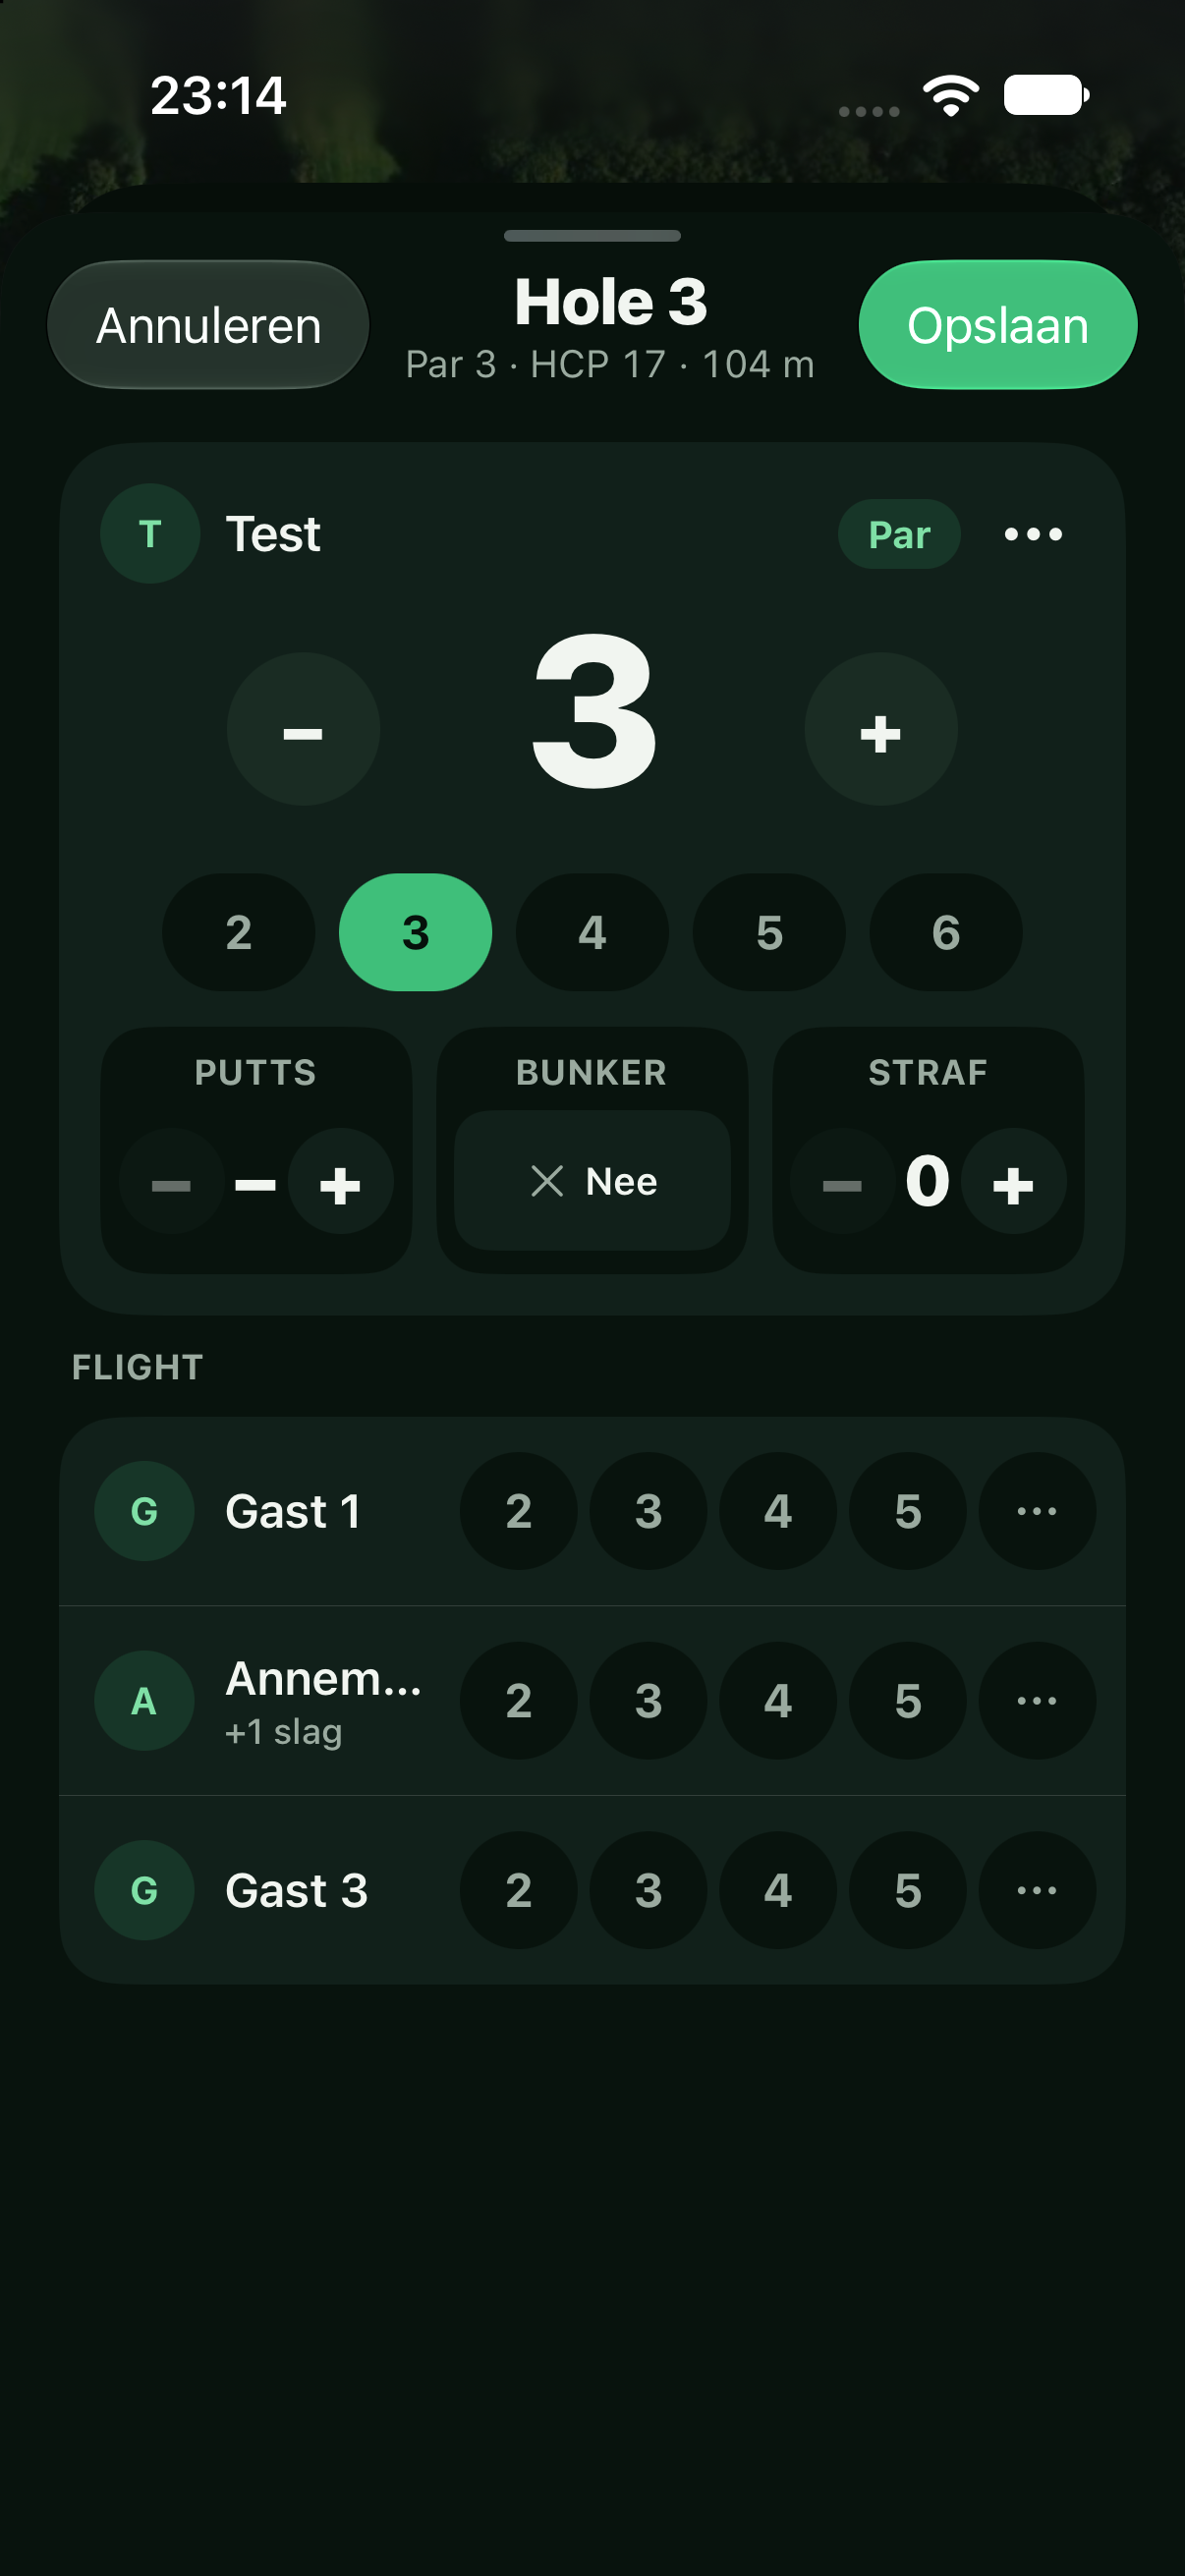 23:14
Annuleren
Hole 3
Opslaan
Par 3 · HCP 17 · 104 m
T Test Par •••
− 3 +
2 3 4 5 6
PUTTS BUNKER STRAF
− – + × Nee − 0 +
FLIGHT
G Gast 1 2 3 4 5 ...
A Annem... 2 3 4 5 ...
+1 slag
G Gast 3 2 3 4 5 ...